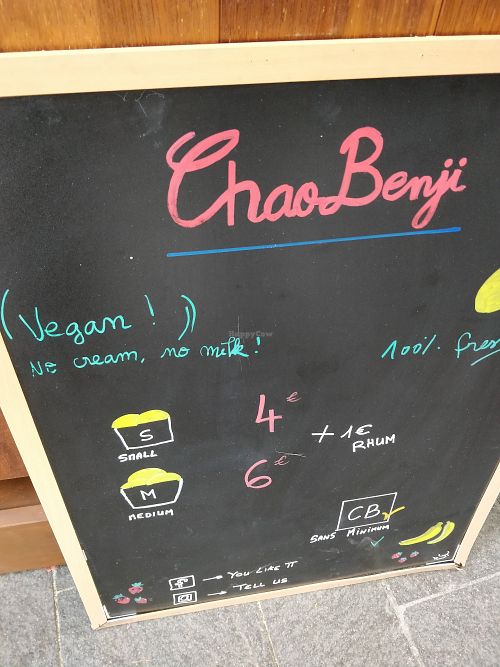 ChaoBenji
(Vegan ! ))
No cream, no milk !
100%
S
4€
SMALL
+ 1€
RHUM
M
6€
MEDIUM
CB
SANS MINIMUM
f → YOU LIKE IT
→ TELL US
HappyCow